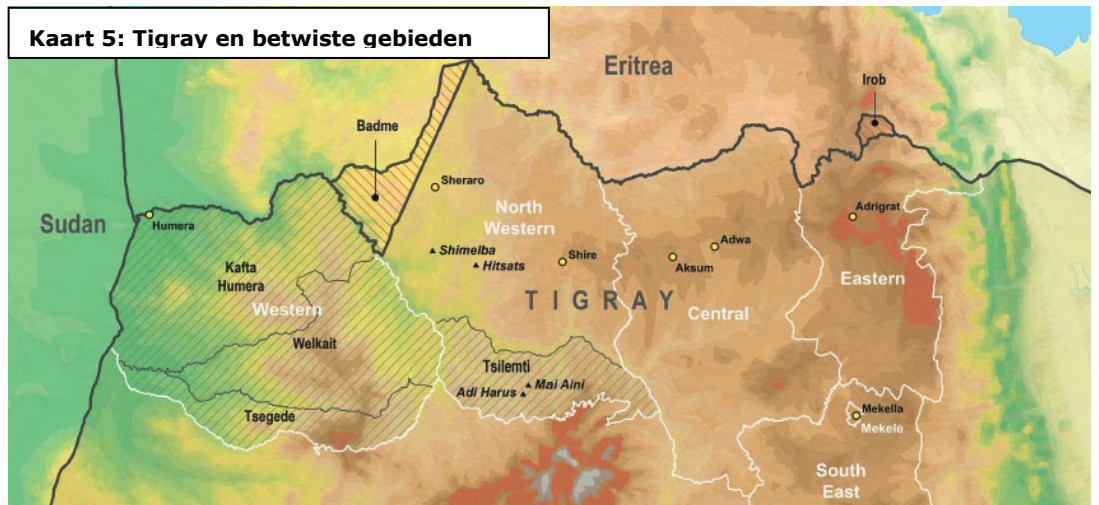 Kaart 5: Tigray en betwiste gebieden
Eritrea
Irob
Badme
Sheraro
Sudan
Humera
North
Western
Adrigrat
Shimelba
Hitsats
Shire
Adwa
Aksum
Kafta
Humera
Western
TIGRAY
Central
Eastern
Welkait
Tsilemti
Mai Aini
Adi Harus
Tsegede
Mekella
Mekele
South
East